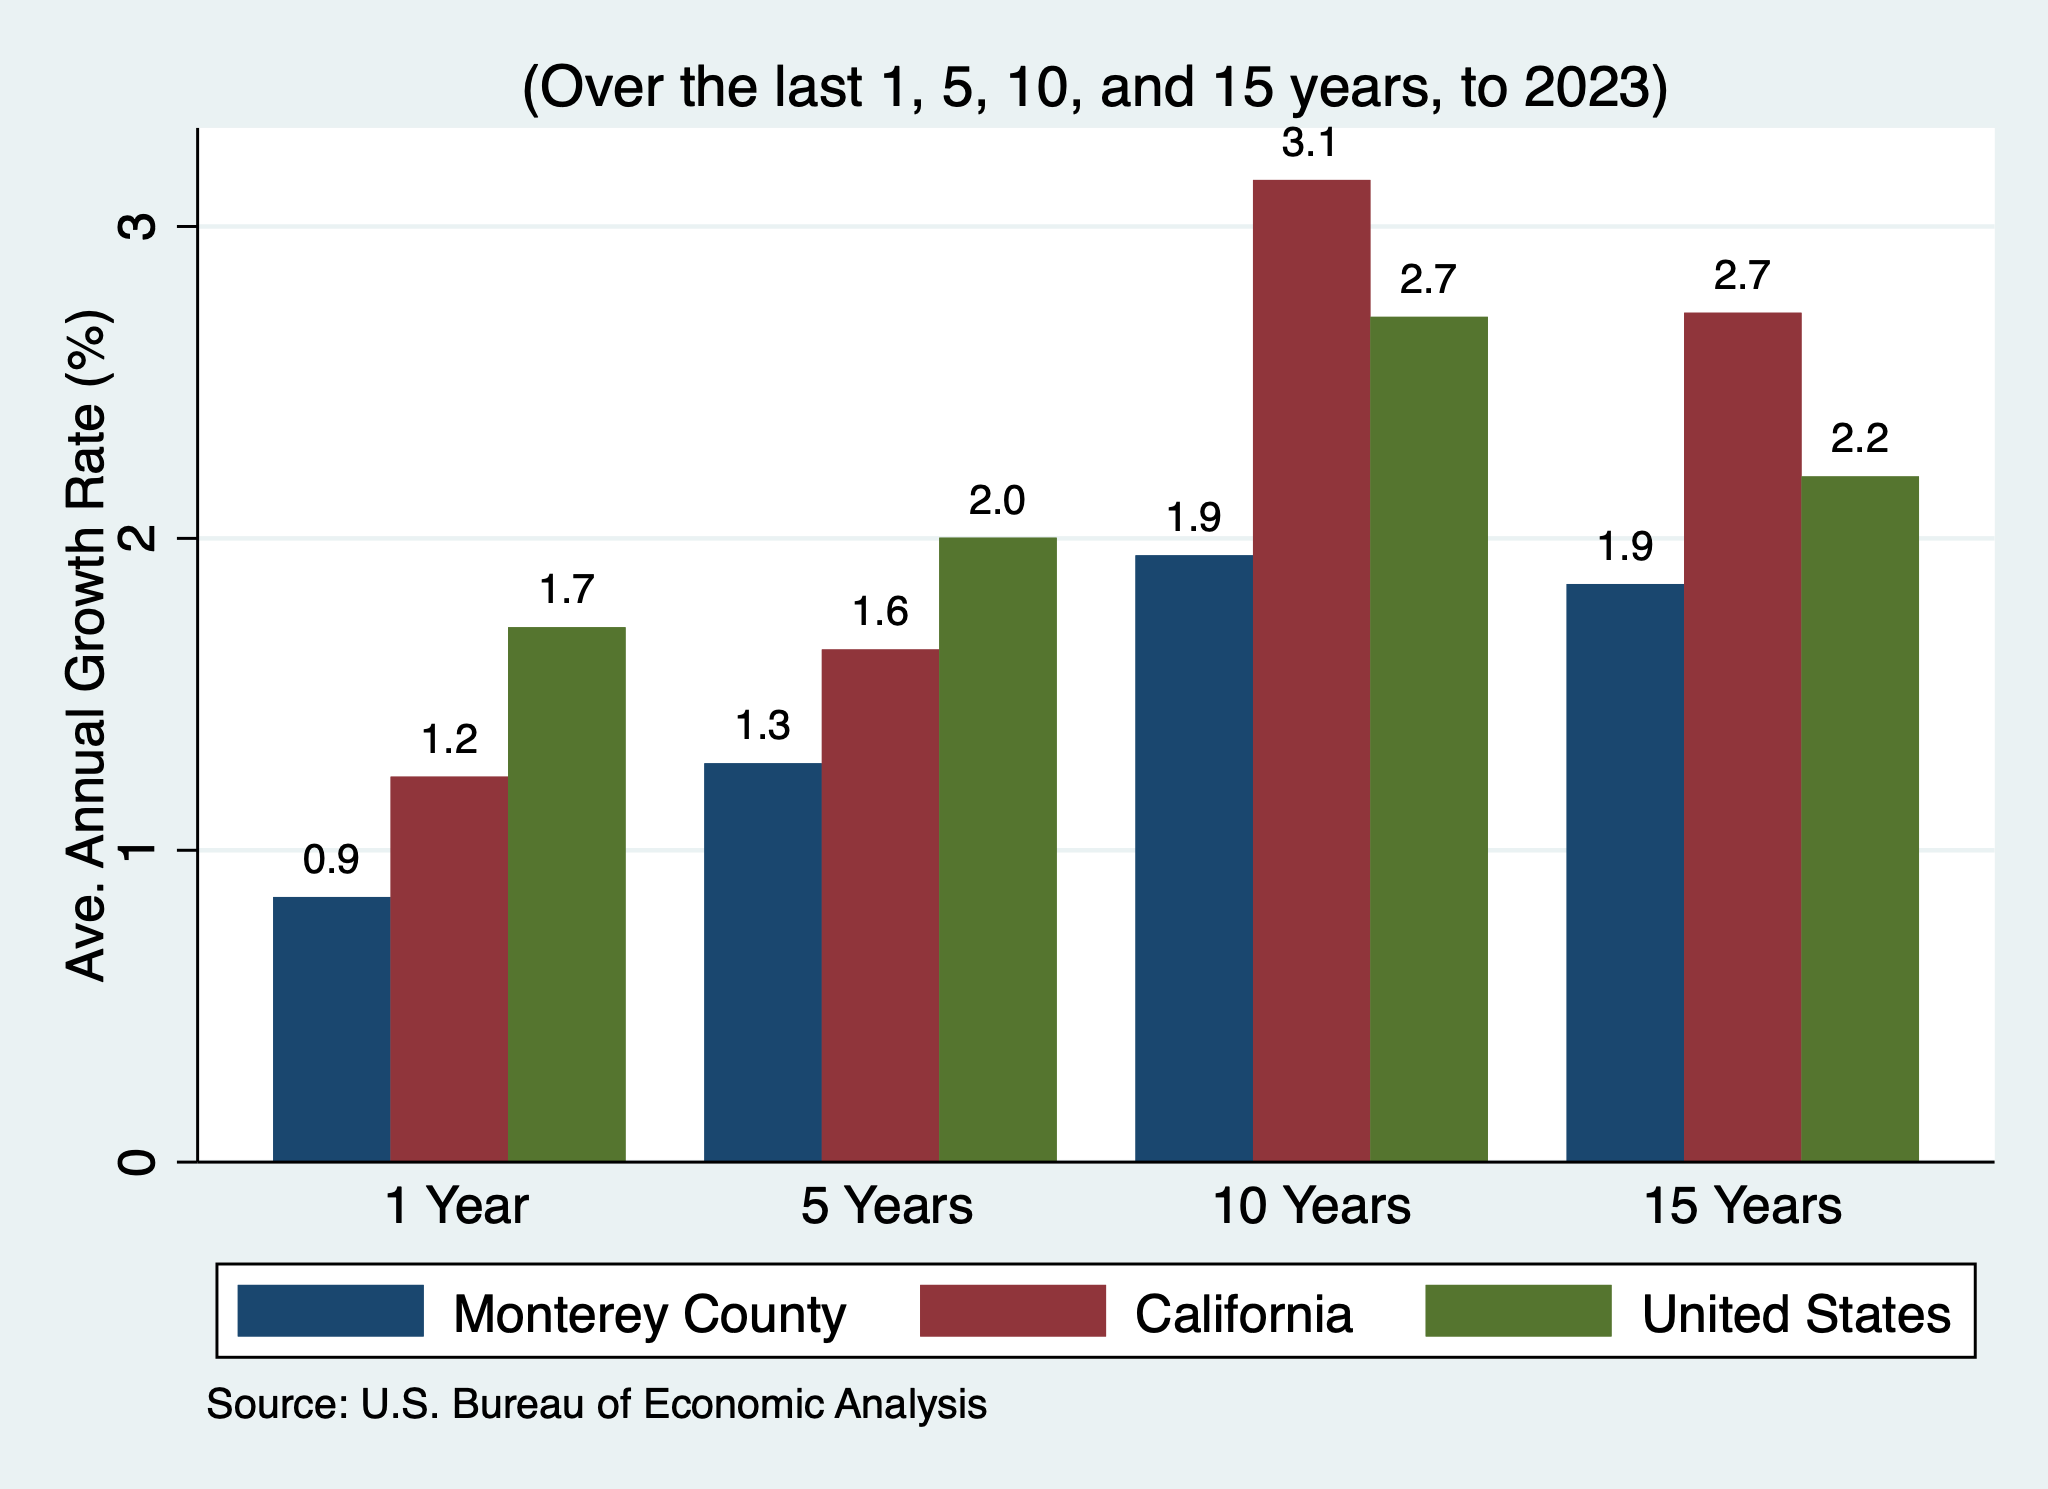 (Over the last 1, 5, 10, and 15 years, to 2023)
Ave. Annual Growth Rate (%)
3
2
1
0
0.9
1.2
1.7
1.3
1.6
2.0
1.9
3.1
2.7
1.9
2.7
2.2
1 Year
5 Years
10 Years
15 Years
Monterey County
California
United States
Source: U.S. Bureau of Economic Analysis